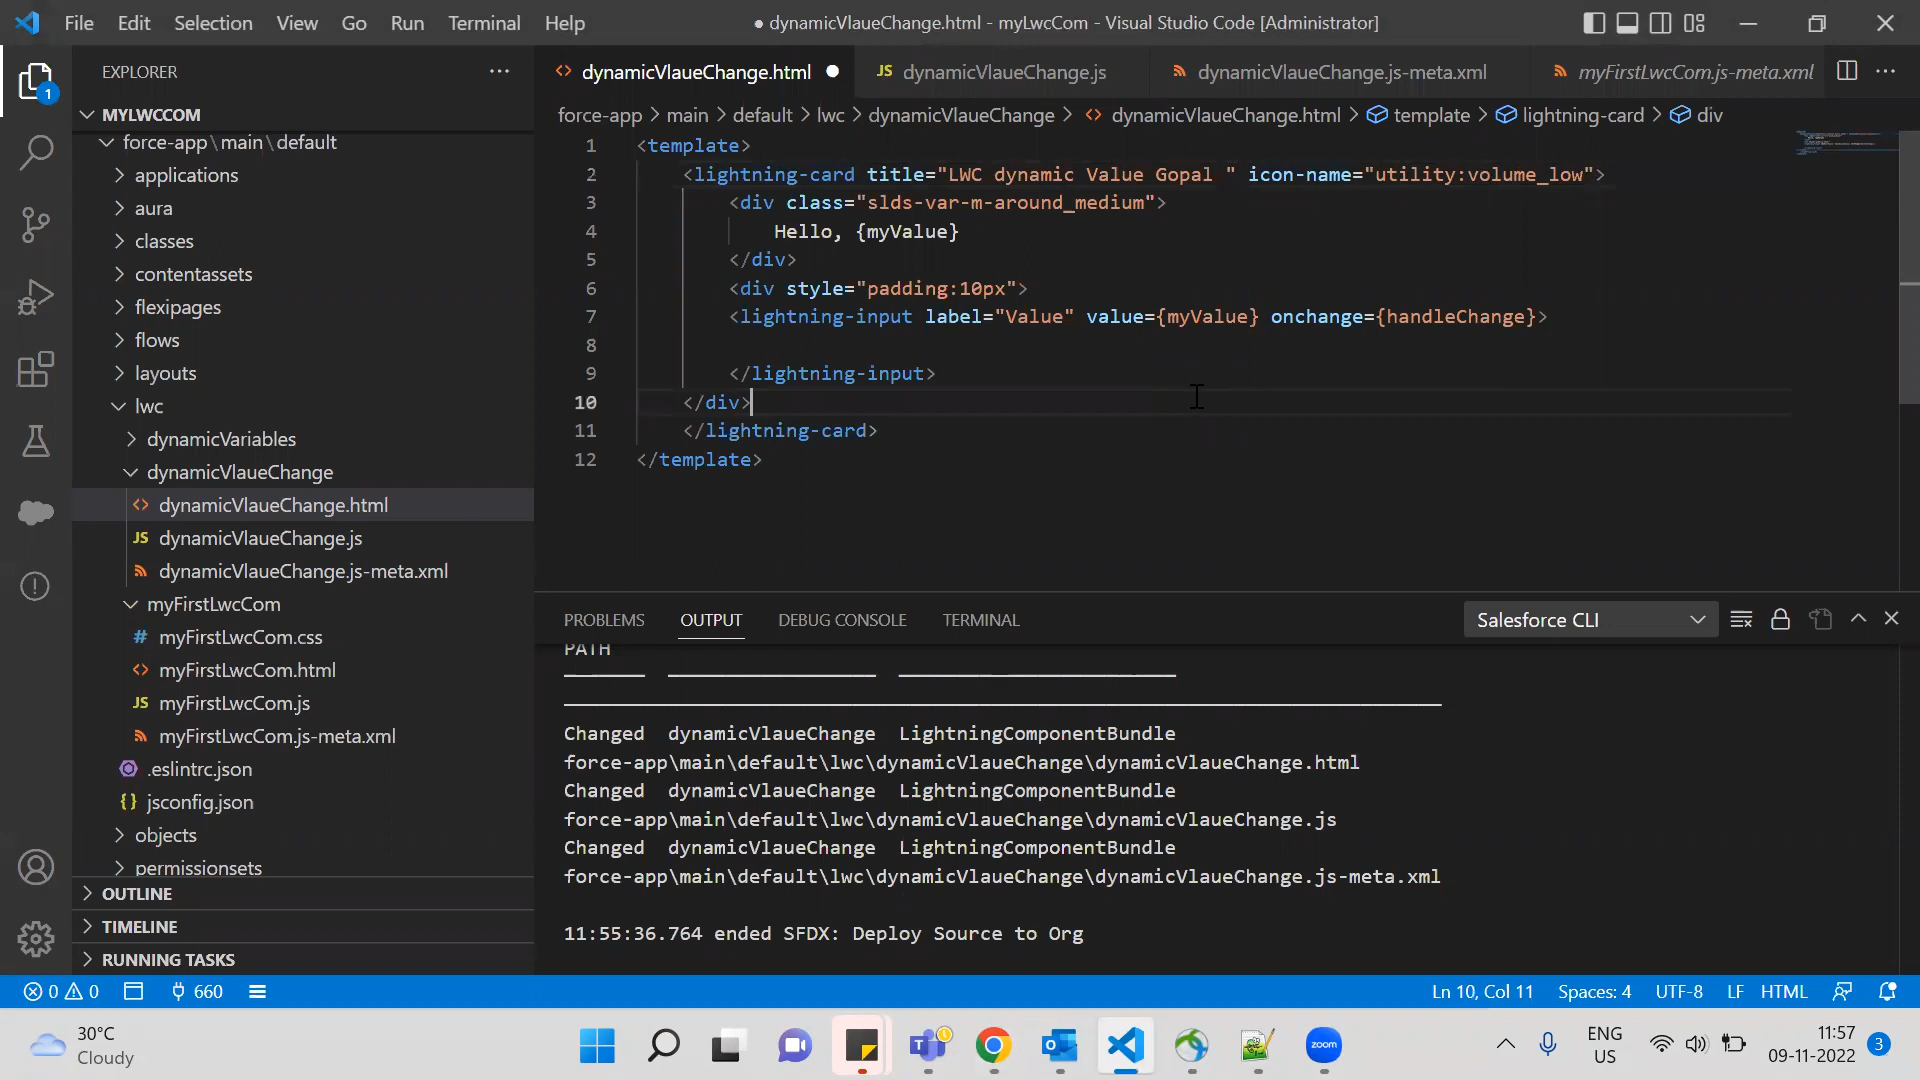 File Edit Selection View Go Run Terminal Help
● dynamicVlaueChange.html - myLwcCom - Visual Studio Code [Administrator]
EXPLORER
MYLWCCOM
force-app\main\default
applications
aura
classes
contentassets
flexipages
flows
layouts
lwc
dynamicVariables
dynamicVlaueChange
dynamicVlaueChange.html
dynamicVlaueChange.js
dynamicVlaueChange.js-meta.xml
myFirstLwcCom
myFirstLwcCom.css
myFirstLwcCom.html
myFirstLwcCom.js
myFirstLwcCom.js-meta.xml
.eslintrc.json
jsconfig.json
objects
permissionsets
OUTLINE
TIMELINE
RUNNING TASKS
1
dynamicVlaueChange.html dynamicVlaueChange.js dynamicVlaueChange.js-meta.xml myFirstLwcCom.js-meta.xml
force-app > main > default > lwc > dynamicVlaueChange > dynamicVlaueChange.html > template > lightning-card > div
1 <template>
2 <lightning-card title="LWC dynamic Value Gopal " icon-name="utility:volume_low">
3 <div class="slds-var-m-around_medium">
4 Hello, {myValue}
5 </div>
6 <div style="padding:10px">
7 <lightning-input label="Value" value={myValue} onchange={handleChange}>
8
9 </lightning-input>
10 </div>
11 </lightning-card>
12 </template>
PROBLEMS OUTPUT DEBUG CONSOLE TERMINAL
Salesforce CLI
PATH
Changed dynamicVlaueChange LightningComponentBundle
force-app\main\default\lwc\dynamicVlaueChange\dynamicVlaueChange.html
Changed dynamicVlaueChange LightningComponentBundle
force-app\main\default\lwc\dynamicVlaueChange\dynamicVlaueChange.js
Changed dynamicVlaueChange LightningComponentBundle
force-app\main\default\lwc\dynamicVlaueChange\dynamicVlaueChange.js-meta.xml
11:55:36.764 ended SFDX: Deploy Source to Org
0 0 660
Ln 10, Col 11 Spaces: 4 UTF-8 LF HTML
30°C
Cloudy
zoom
ENG
US
11:57
09-11-2022
3